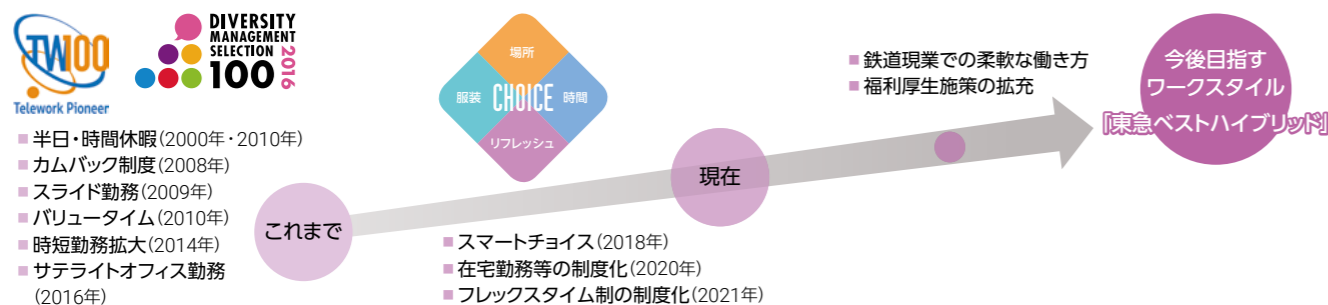 TW100
Telework Pioneer
DIVERSITY
MANAGEMENT
SELECTION
100
2016
■ 半日・時間休暇(2000年・2010年)
■ カムバック制度(2008年)
■ スライド勤務(2009年)
■ バリュータイム(2010年)
■ 時短勤務拡大(2014年)
■ サテライトオフィス勤務
(2016年)
これまで
場所
服装
CHOICE
時間
リフレッシュ
■ スマートチョイス(2018年)
■ 在宅勤務等の制度化(2020年)
■ フレックスタイム制の制度化(2021年)
現在
■ 鉄道現業での柔軟な働き方
■ 福利厚生施策の拡充
今後目指す
ワークスタイル
「東急ベストハイブリッド」